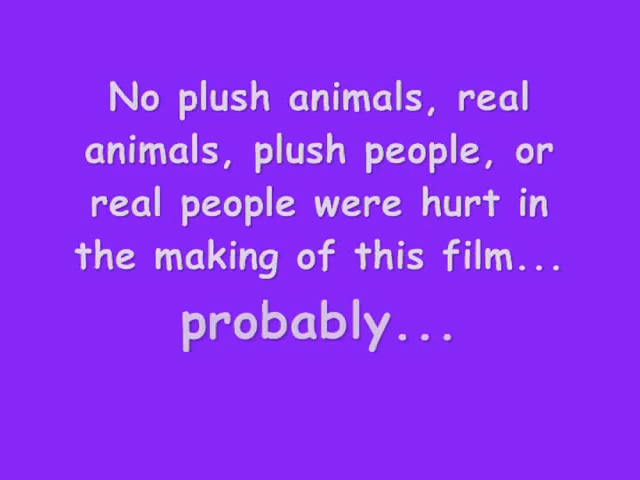 No plush animals, real
animals, plush people, or
real people were hurt in
the making of this film...
probably...